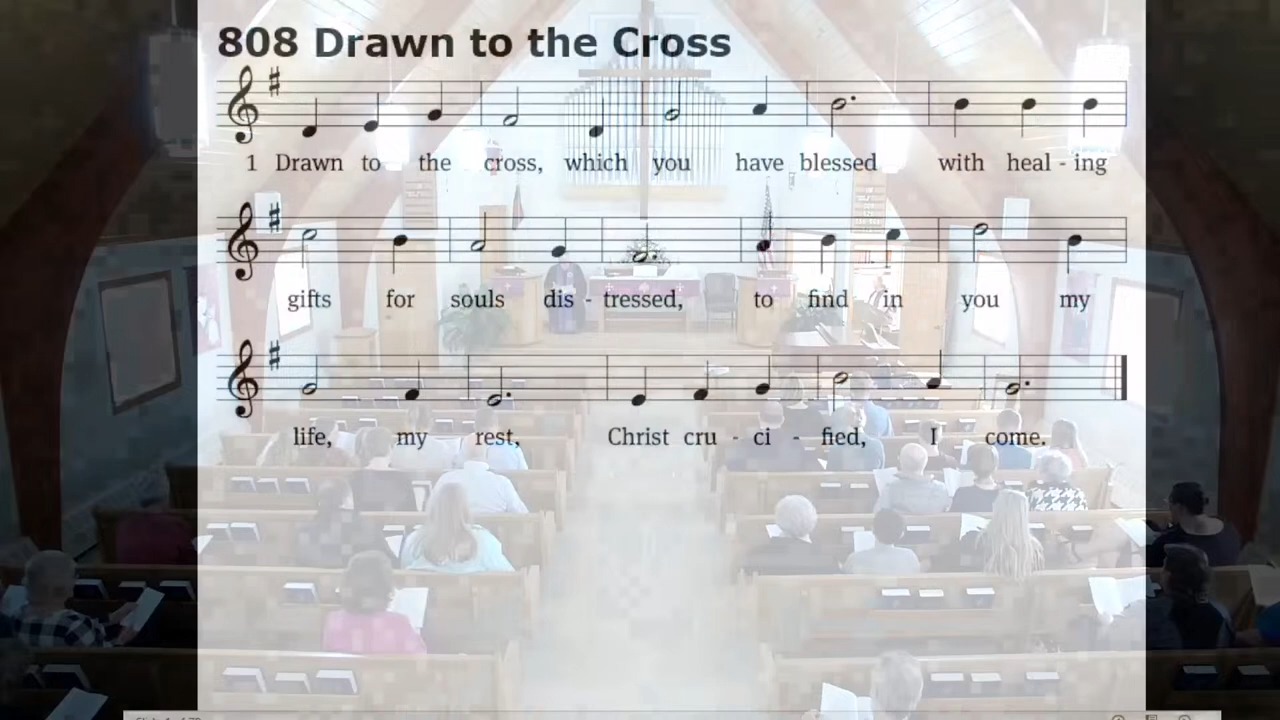 808 Drawn to the Cross
1 Drawn to the cross, which you have blessed with heal - ing
gifts for souls dis - tressed, to find in you my
life, my rest, Christ cru - ci - fied, I come.